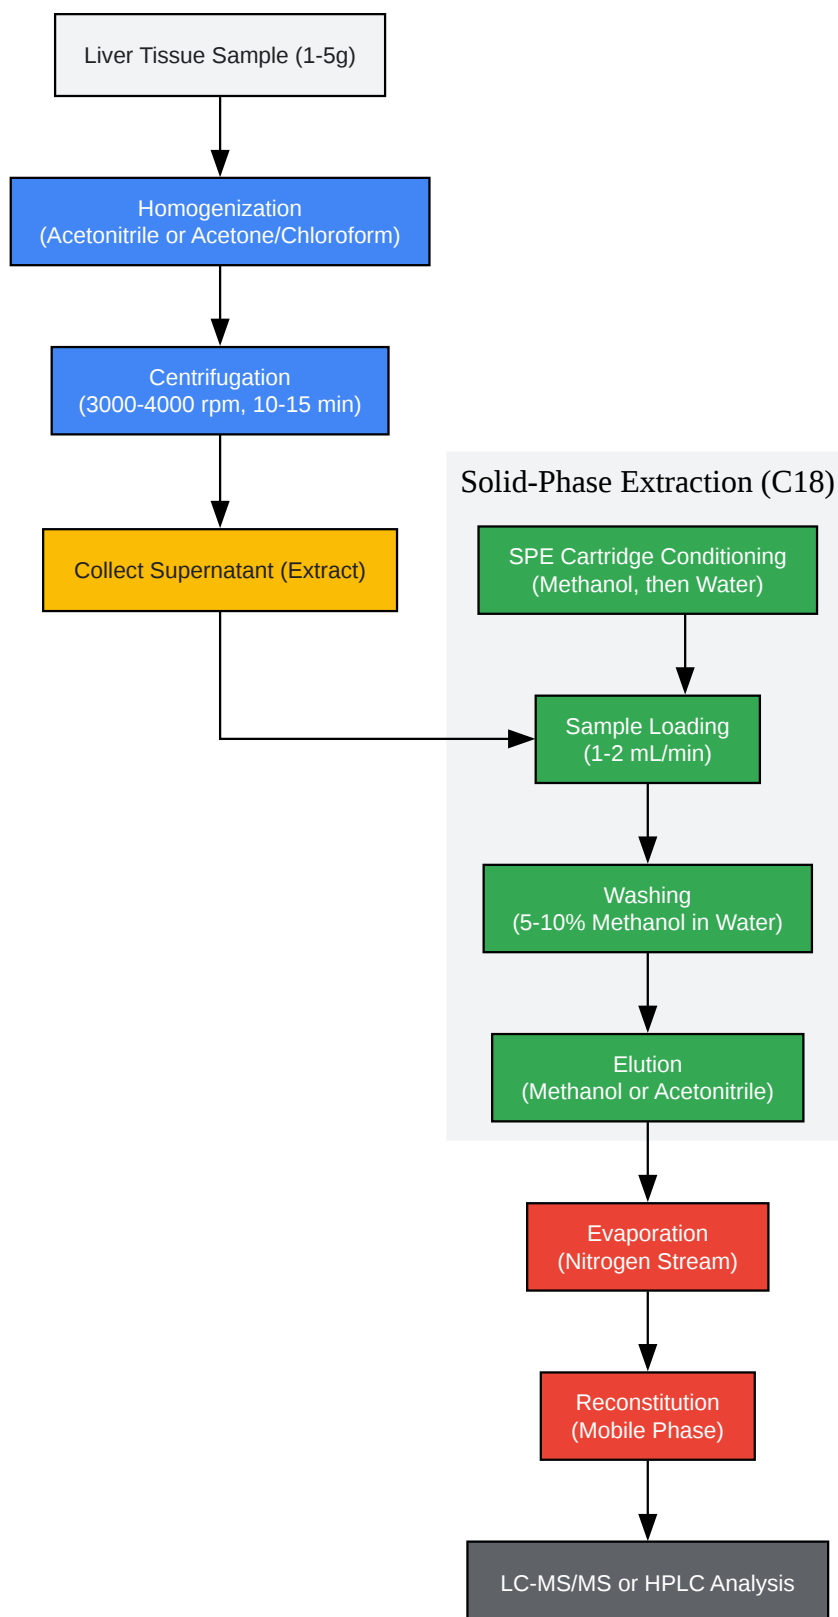 Liver Tissue Sample (1-5g)
Homogenization
(Acetonitrile or Acetone/Chloroform)
Centrifugation
(3000-4000 rpm, 10-15 min)
Collect Supernatant (Extract)
Solid-Phase Extraction (C18)
SPE Cartridge Conditioning
(Methanol, then Water)
Sample Loading
(1-2 mL/min)
Washing
(5-10% Methanol in Water)
Elution
(Methanol or Acetonitrile)
Evaporation
(Nitrogen Stream)
Reconstitution
(Mobile Phase)
LC-MS/MS or HPLC Analysis